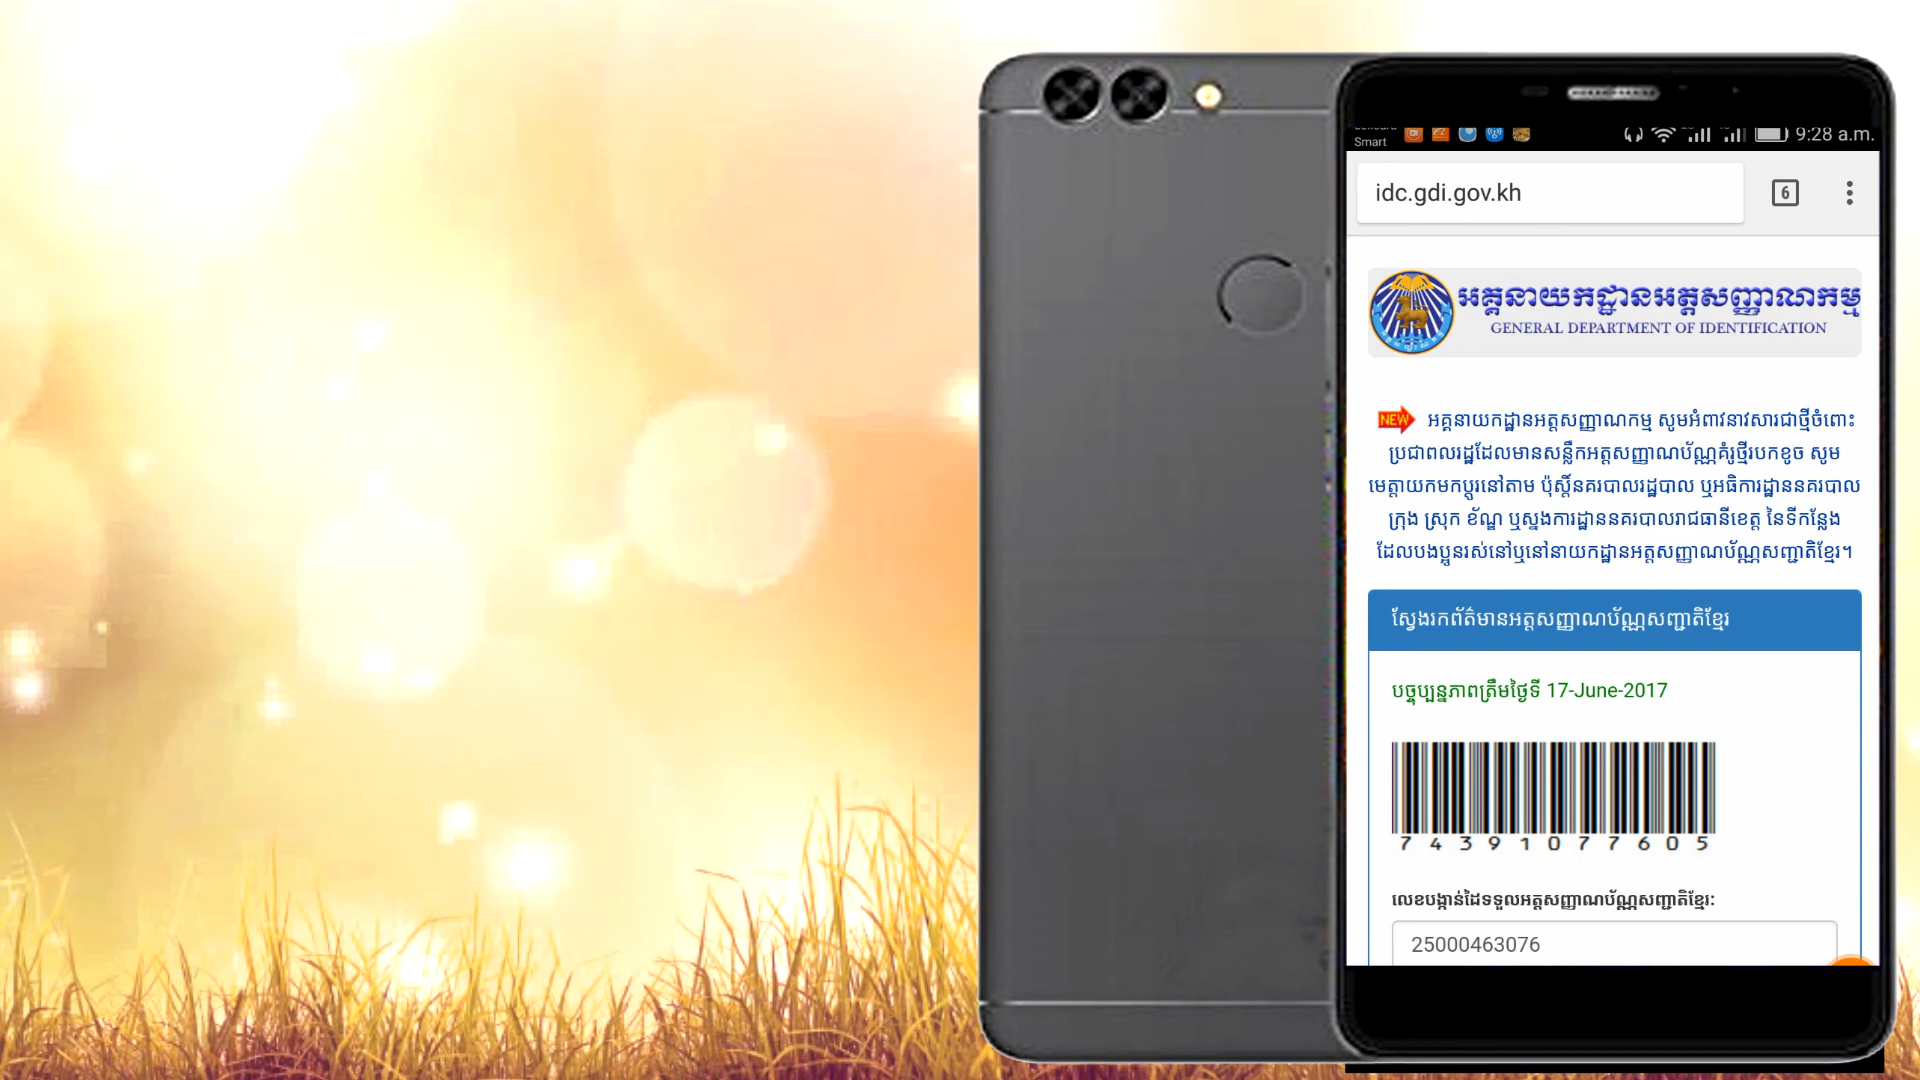 Smart
9:28 a.m.
idc.gdi.gov.kh
6
អគ្គនាយកដ្ឋានអត្តសញ្ញាណកម្ម
GENERAL DEPARTMENT OF IDENTIFICATION
NEW អគ្គនាយកដ្ឋានអត្តសញ្ញាណកម្ម សូមអំពាវនាវសារជាថ្មីចំពោះ
ប្រជាពលរដ្ឋដែលមានសន្លឹកអត្តសញ្ញាណប័ណ្ណគំរូថ្មីរបកខូច សូម
មេត្តាយកមកប្តូរនៅតាម ប៉ុស្តិ៍នគរបាលរដ្ឋបាល ឬអធិការដ្ឋាននគរបាល
ក្រុង ស្រុក ខ័ណ្ឌ ឬស្នងការដ្ឋាននគរបាលរាជធានីខេត្ត នៃទីកន្លែង
ដែលបងប្អូនរស់នៅឬនៅនាយកដ្ឋានអត្តសញ្ញាណប័ណ្ណសញ្ជាតិខ្មែរ។
ស្វែងរកព័ត៌មានអត្តសញ្ញាណប័ណ្ណសញ្ជាតិខ្មែរ
បច្ចុប្បន្នភាពត្រឹមថ្ងៃទី 17-June-2017
7 4 3 9 1 0 7 7 6 0 5
លេខបង្កាន់ដៃទទួលអត្តសញ្ញាណប័ណ្ណសញ្ជាតិខ្មែរ:
25000463076